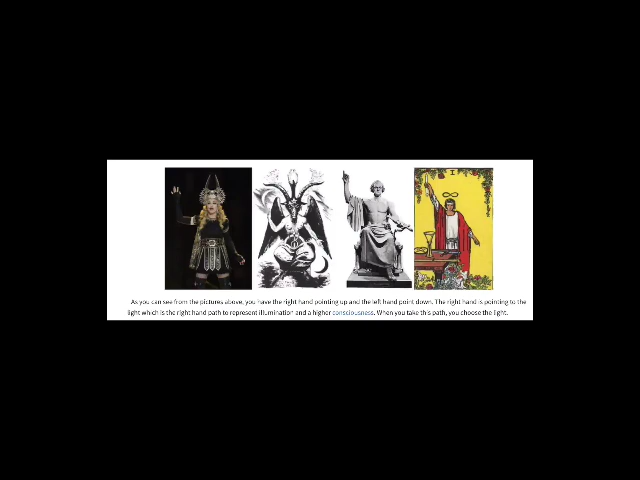 I
As you can see from the pictures above, you have the right hand pointing up and the left hand point down. The right hand is pointing to the
light which is the right hand path to represent illumination and a higher consciousness. When you take this path, you choose the light.